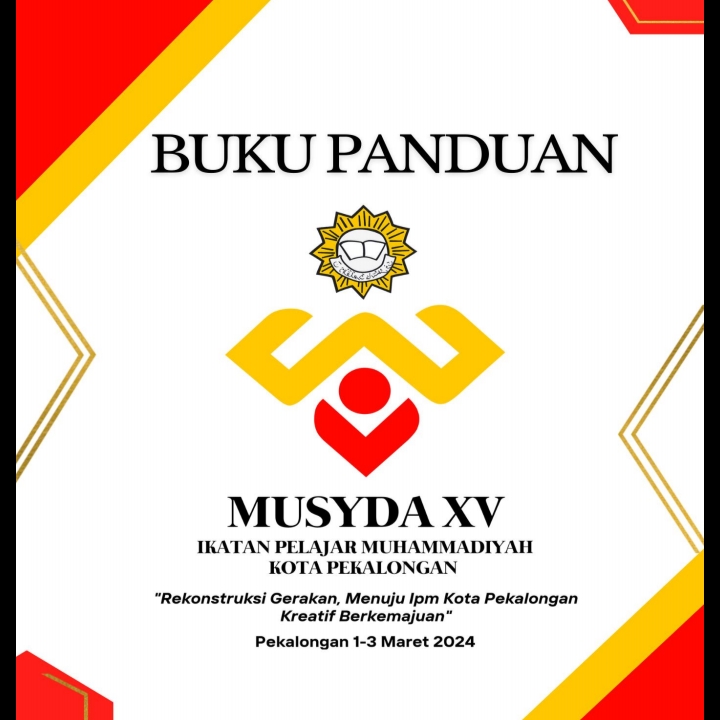 BUKU PANDUAN
MUSYDA XV
IKATAN PELAJAR MUHAMMADIYAH
KOTA PEKALONGAN
"Rekonstruksi Gerakan, Menuju Ipm Kota Pekalongan
Kreatif Berkemajuan"
Pekalongan 1-3 Maret 2024